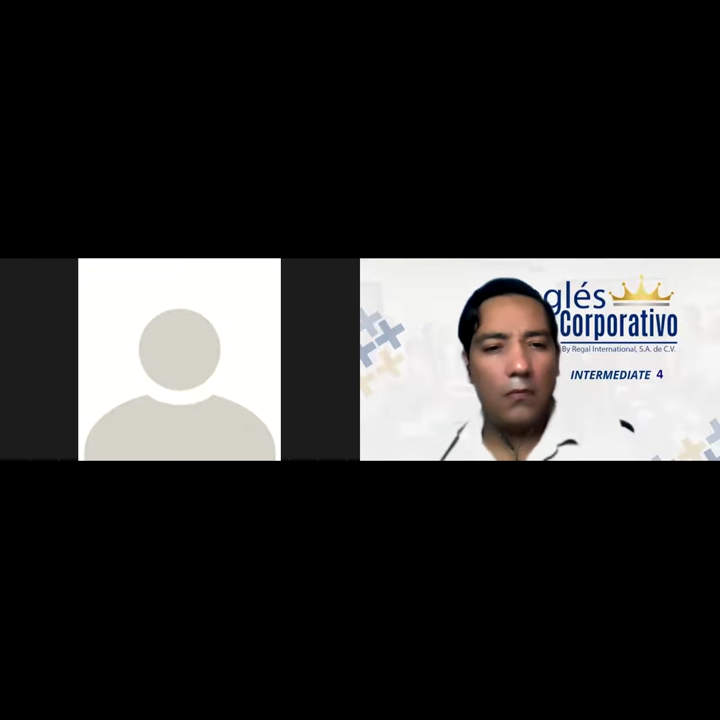 glés
Corporativo
By Regal International, S.A. de C.V.
INTERMEDIATE 4